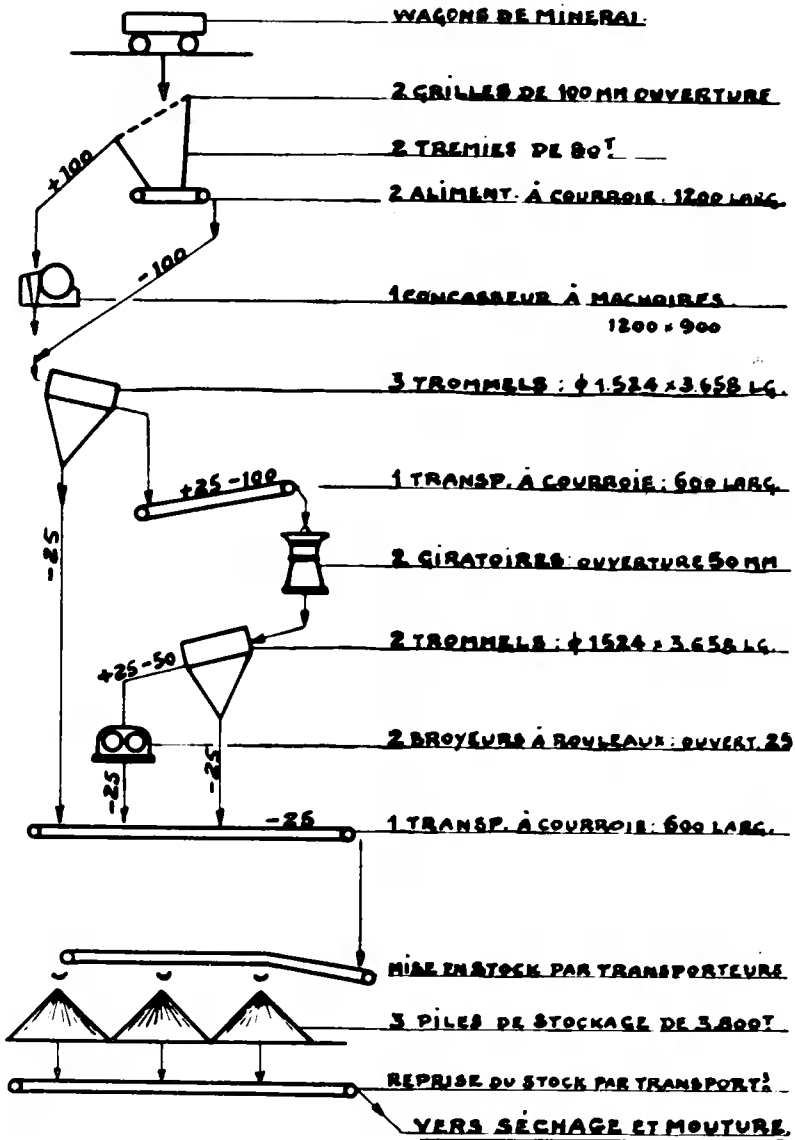 WAGONS DE MINERAI.
2 GRILLES DE 100 MM OUVERTURE
2 TREMIES DE 80T.
+100
2 ALIMENT. À COURROIE. 1200 LARG.
-100
1 CONCASSEUR À MACHOIRES.
1200 × 900
3 TROMMELS : ϕ 1.524 × 3.658 LG.
+25-100
1 TRANSP. À COURROIE : 600 LARG.
-25
2 GIRATOIRES : OUVERTURE 50 MM
2 TROMMELS : ϕ 1524 × 3.658 LG.
+25-50
2 BROYEURS À ROULEAUX : OUVERT. 25
-25
-25
-25
1 TRANSP. À COURROIE : 600 LARG.
MISE EN STOCK PAR TRANSPORTEURS
3 PILES DE STOCKAGE DE 3.800T
REPRISE DU STOCK PAR TRANSPORTS.
VERS SÉCHAGE ET MOUTURE.